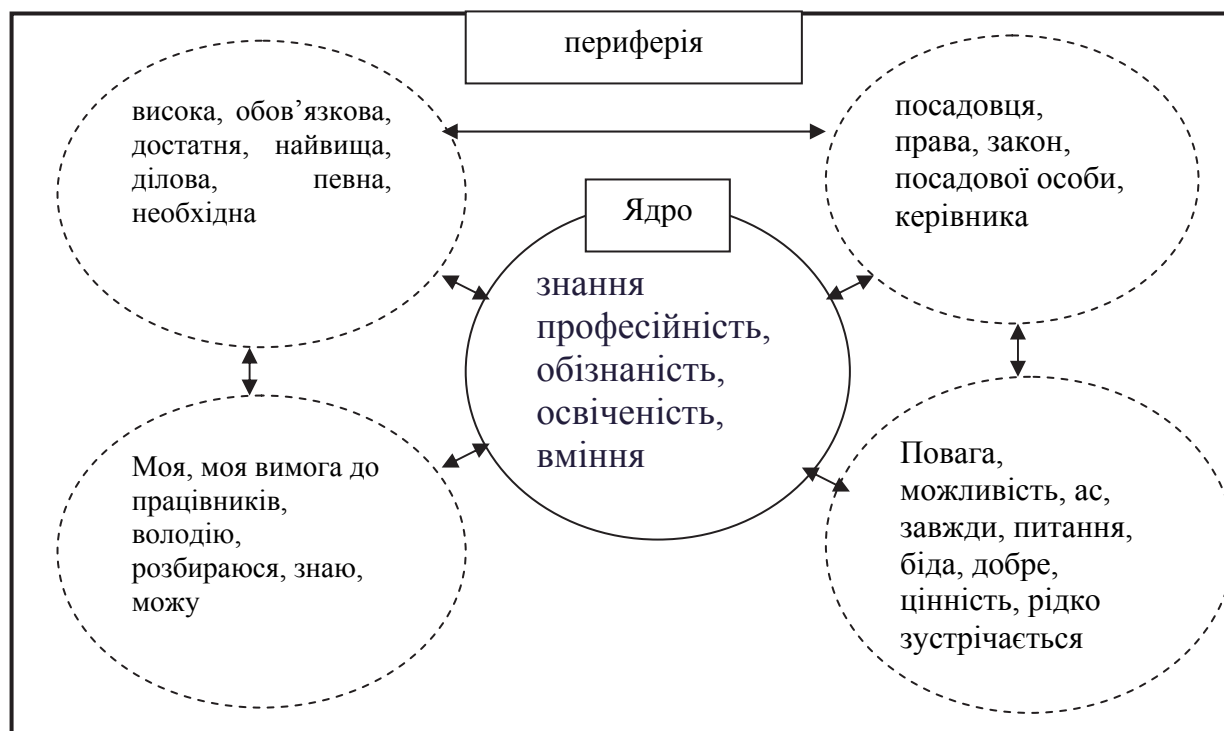 периферія
висока, обов’язкова,
достатня, найвища,
ділова, певна,
необхідна
посадовця,
права, закон,
посадової особи,
керівника
Ядро
знання
професійність,
обізнаність,
освіченість,
вміння
Моя, моя вимога до
працівників,
володію,
розбираюся, знаю,
можу
Повага,
можливість, ас,
завжди, питання,
біда, добре,
цінність, рідко
зустрічається